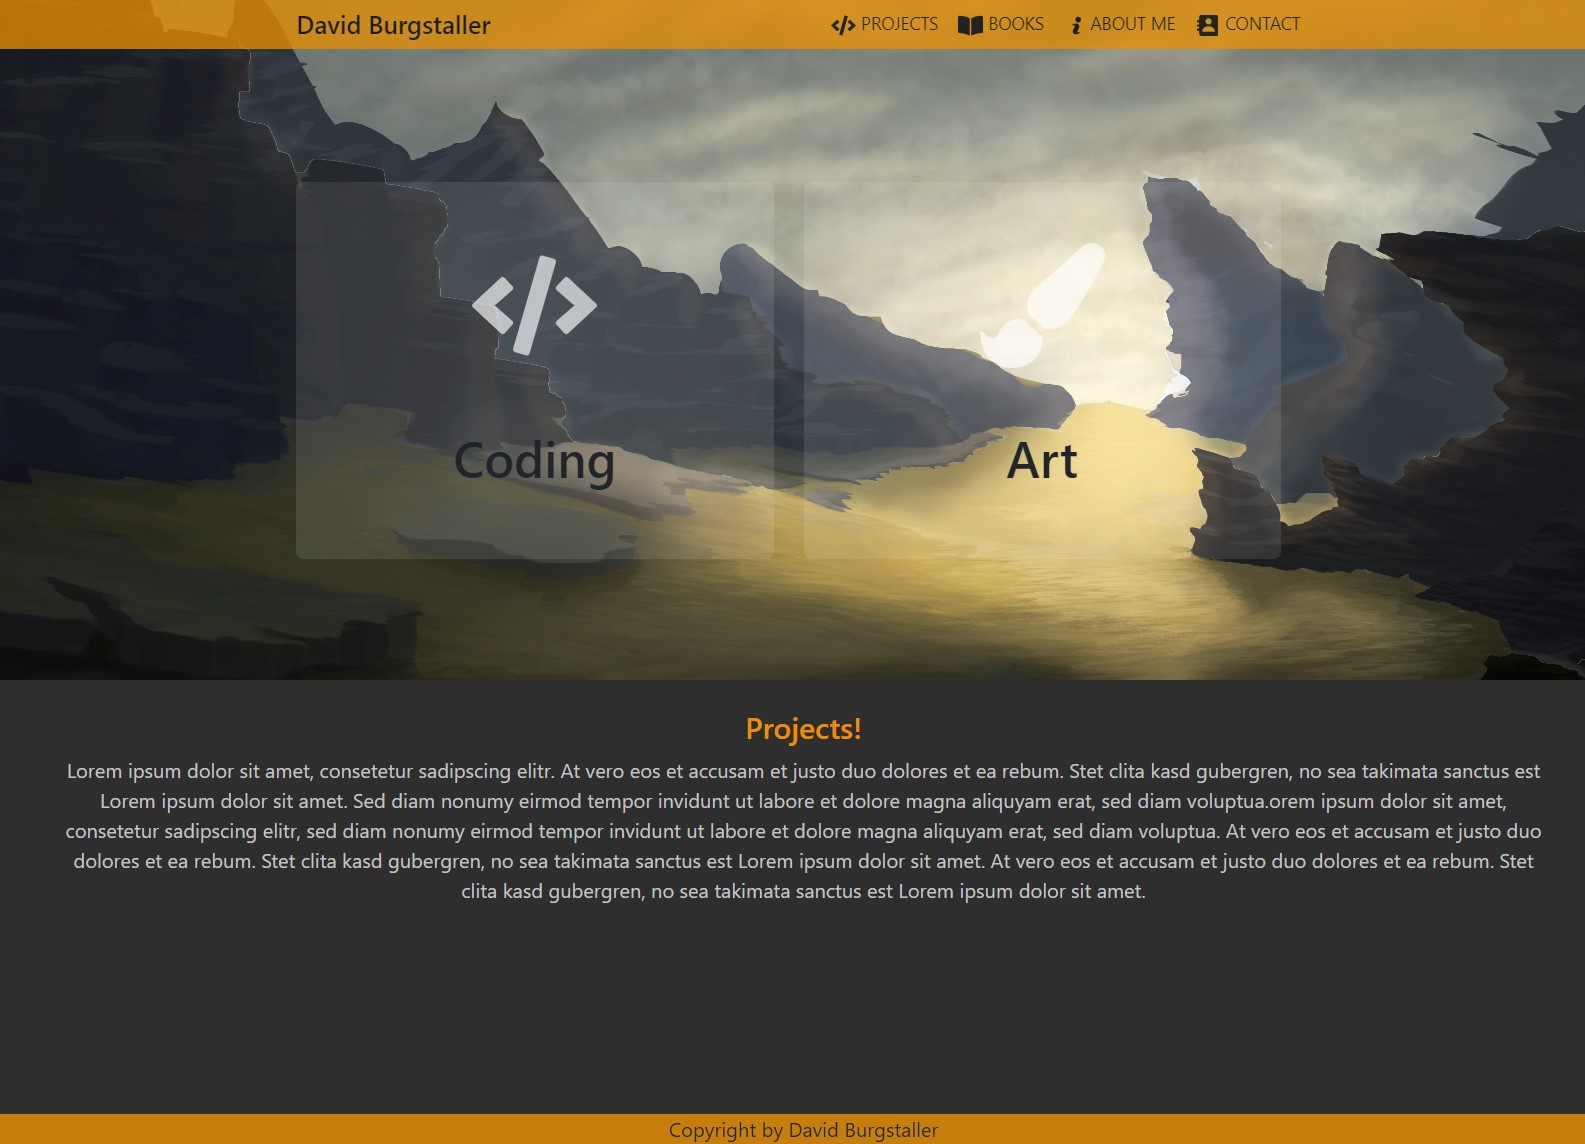 David Burgstaller
PROJECTS BOOKS ABOUT ME CONTACT
Coding
Art
Projects!
Lorem ipsum dolor sit amet, consetetur sadipscing elitr. At vero eos et accusam et justo duo dolores et ea rebum. Stet clita kasd gubergren, no sea takimata sanctus est
Lorem ipsum dolor sit amet. Sed diam nonumy eirmod tempor invidunt ut labore et dolore magna aliquyam erat, sed diam voluptua.orem ipsum dolor sit amet,
consetetur sadipscing elitr, sed diam nonumy eirmod tempor invidunt ut labore et dolore magna aliquyam erat, sed diam voluptua. At vero eos et accusam et justo duo
dolores et ea rebum. Stet clita kasd gubergren, no sea takimata sanctus est Lorem ipsum dolor sit amet. At vero eos et accusam et justo duo dolores et ea rebum. Stet
clita kasd gubergren, no sea takimata sanctus est Lorem ipsum dolor sit amet.
Copyright by David Burgstaller